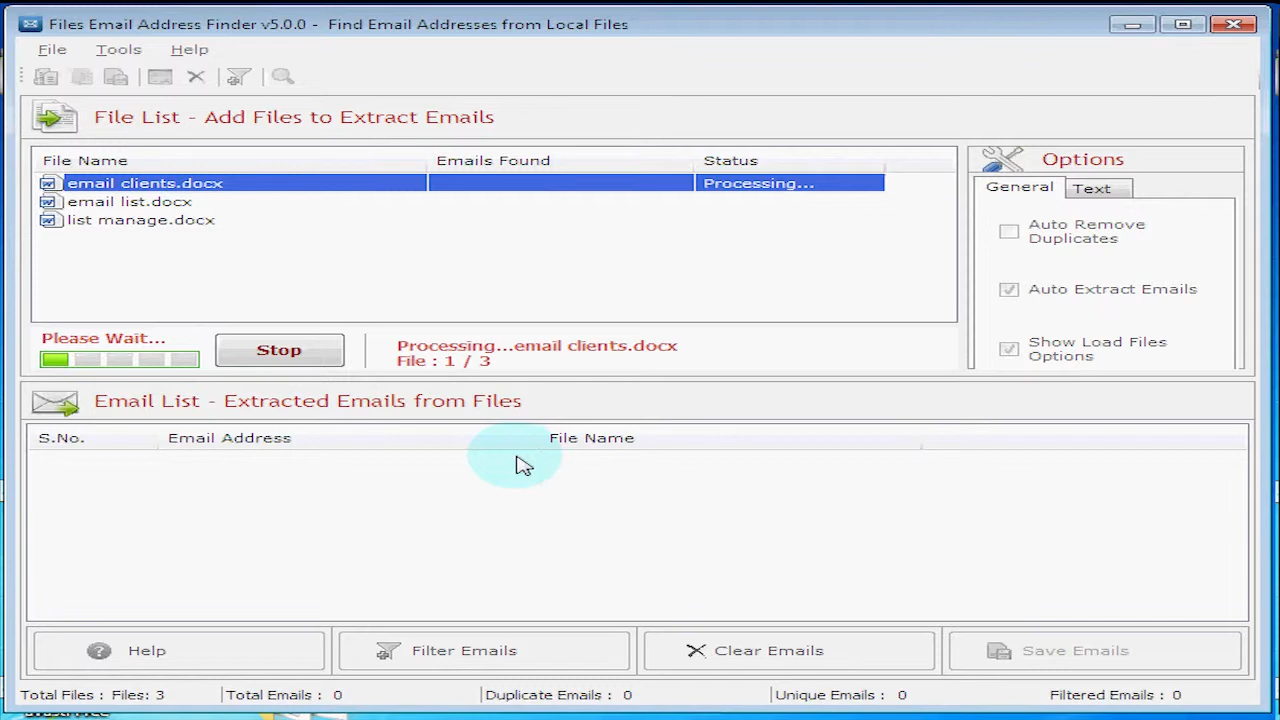 Files Email Address Finder v5.0.0 - Find Email Addresses from Local Files
File Tools Help
File List - Add Files to Extract Emails
File Name Emails Found Status
email clients.docx Processing...
email list.docx
list manage.docx
Options
General Text
Auto Remove
Duplicates
Auto Extract Emails
Show Load Files
Options
Please Wait...
Stop
Processing...email clients.docx
File : 1 / 3
Email List - Extracted Emails from Files
S.No. Email Address File Name
Help Filter Emails Clear Emails Save Emails
Total Files : Files: 3 Total Emails : 0 Duplicate Emails : 0 Unique Emails : 0 Filtered Emails : 0